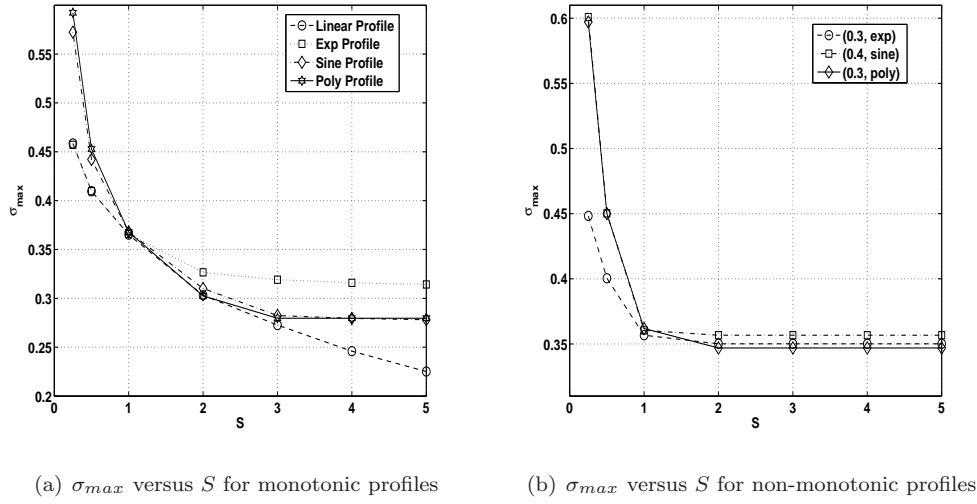 0.55
0.5
0.45
0.4
0.35
0.3
0.25
0.2
σmax
0 1 2 3 4 5
S
Linear Profile
Exp Profile
Sine Profile
Poly Profile
0.6
0.55
0.5
0.45
0.4
0.35
σmax
0 1 2 3 4 5
S
(0.3, exp)
(0.4, sine)
(0.3, poly)
(a) σmax versus S for monotonic profiles
(b) σmax versus S for non-monotonic profiles